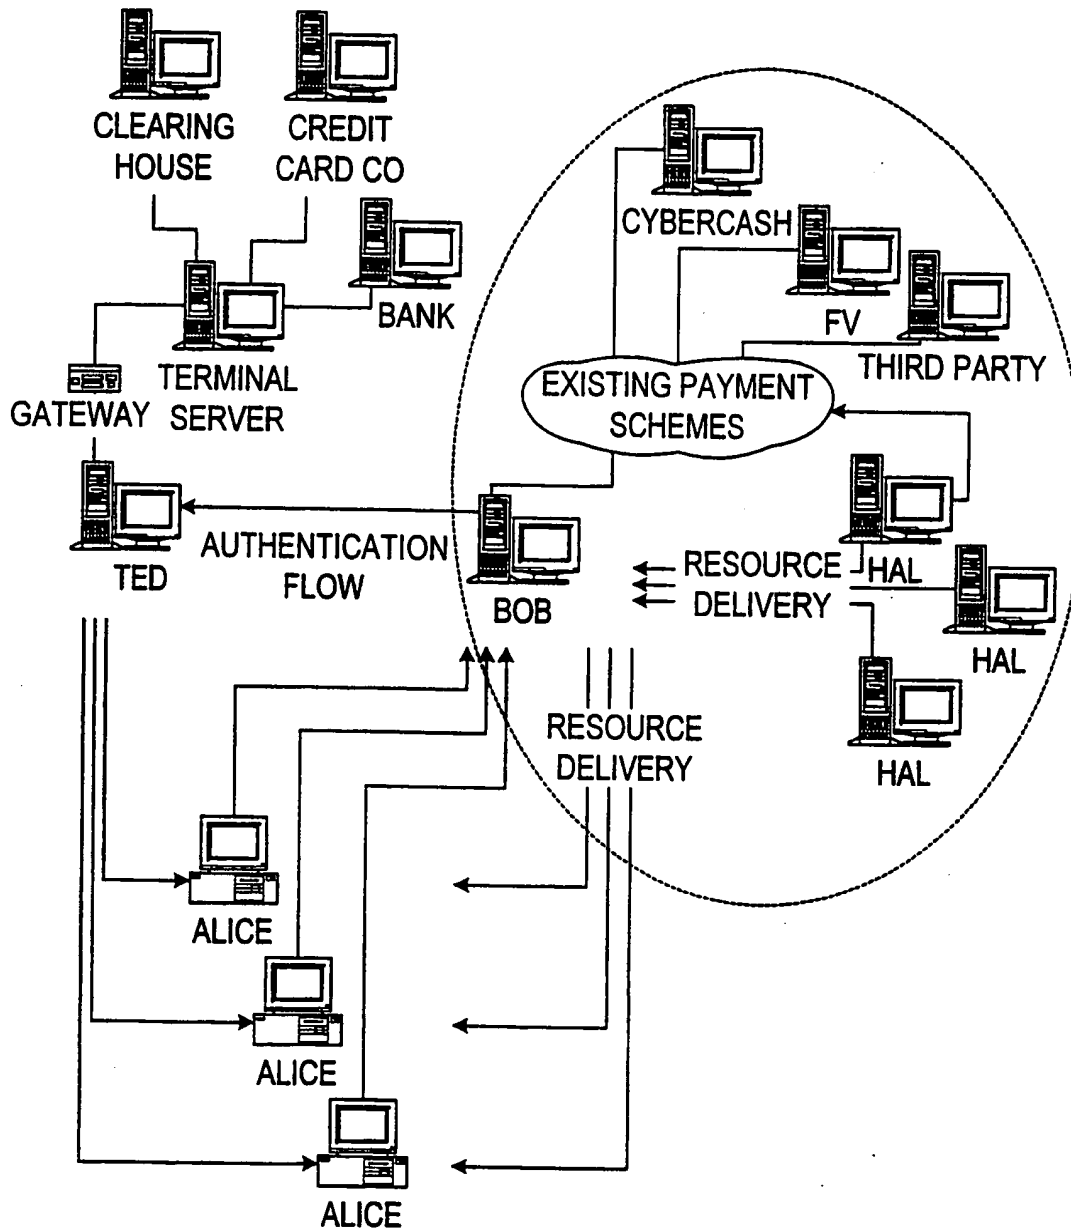 CLEARING
HOUSE
CREDIT
CARD CO
BANK
CYBERCASH
FV
THIRD PARTY
TERMINAL
SERVER
GATEWAY
EXISTING PAYMENT
SCHEMES
TED
AUTHENTICATION
FLOW
BOB
RESOURCE
DELIVERY
HAL
HAL
HAL
RESOURCE
DELIVERY
ALICE
ALICE
ALICE